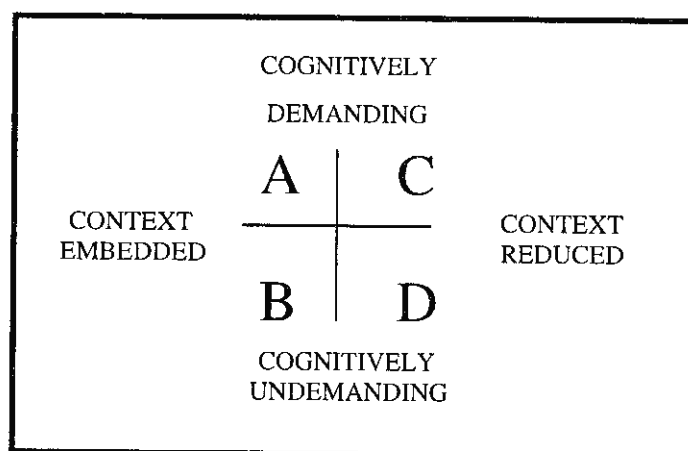 COGNITIVELY
DEMANDING
A C
CONTEXT
EMBEDDED
CONTEXT
REDUCED
B D
COGNITIVELY
UNDEMANDING